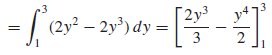 = ∫₁³ (2y² – 2y³) dy = [2y³/3 – y⁴/2]₁³